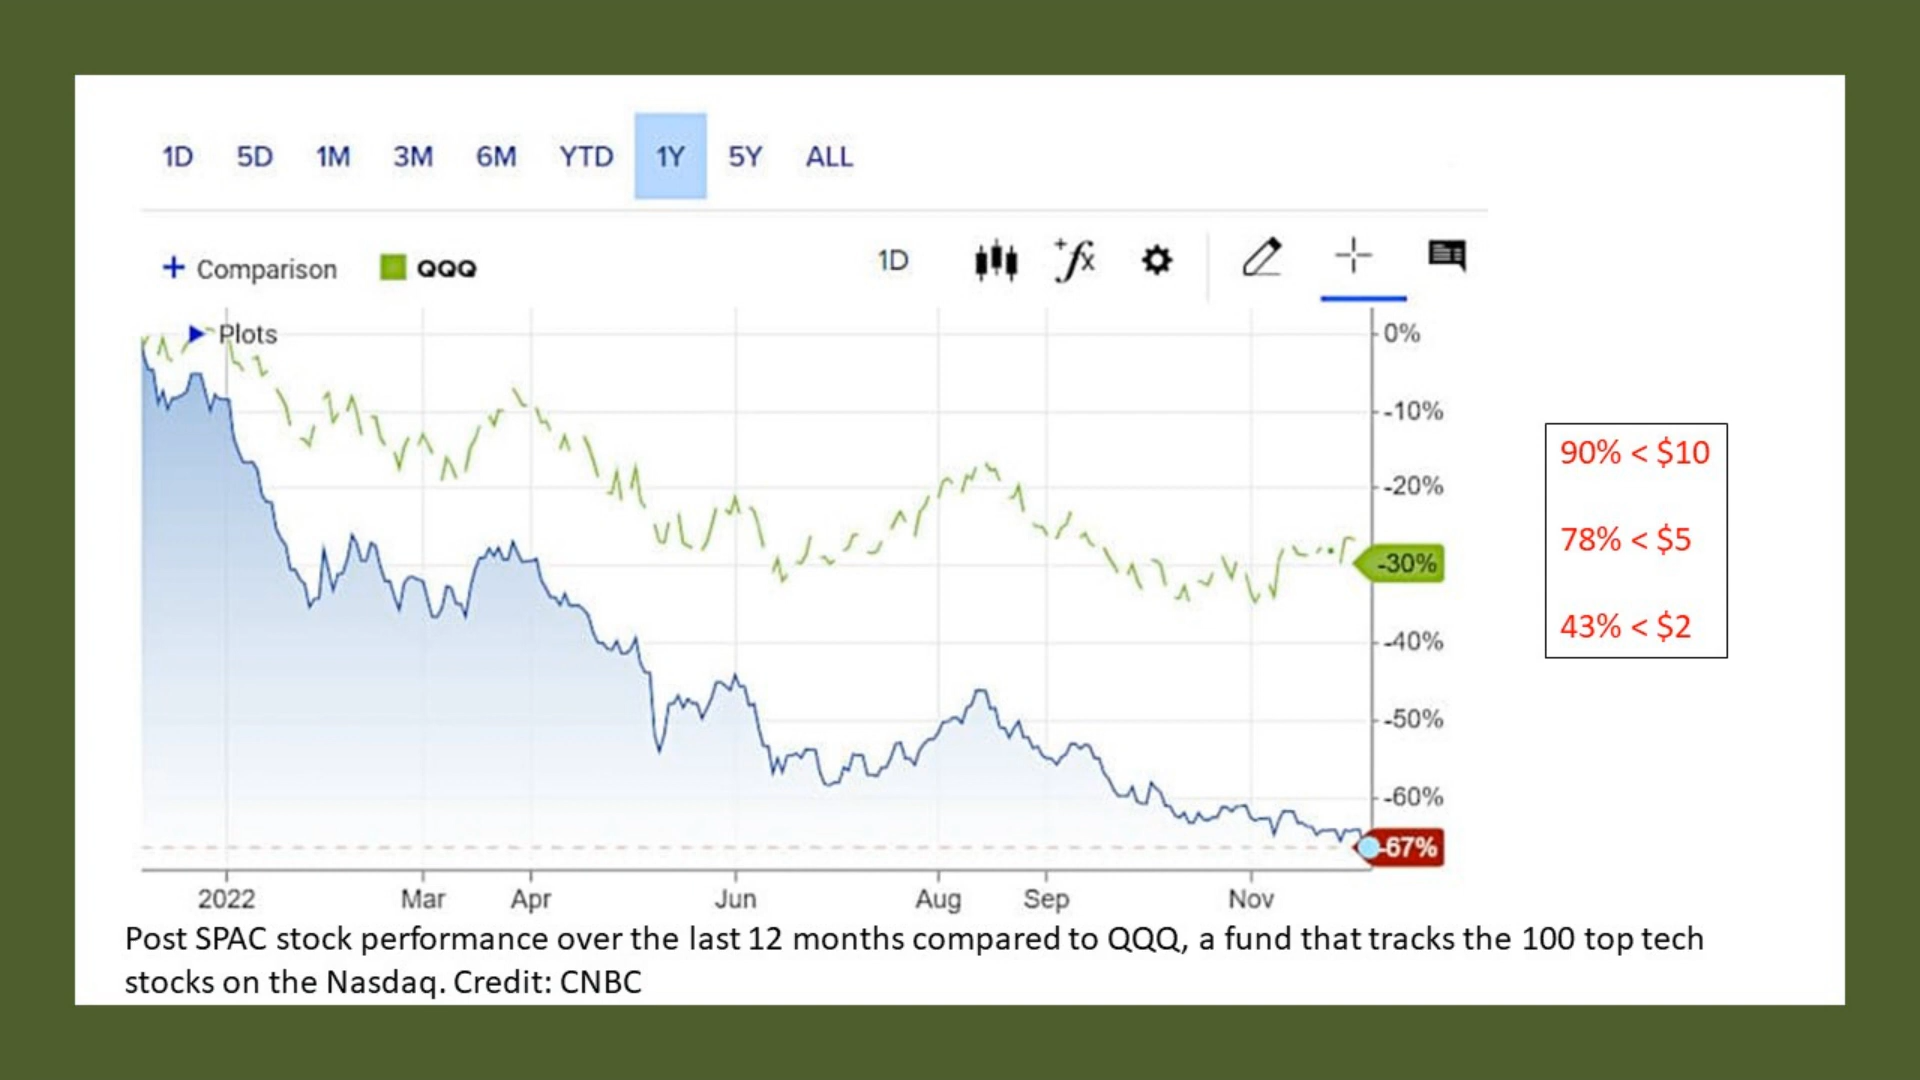 1D 5D 1M 3M 6M YTD 1Y 5Y ALL
+ Comparison QQQ 1D +fx
Plots
0%
-10%
-20%
-30%
-40%
-50%
-60%
-67%
2022 Mar Apr Jun Aug Sep Nov
90% < $10
78% < $5
43% < $2
Post SPAC stock performance over the last 12 months compared to QQQ, a fund that tracks the 100 top tech
stocks on the Nasdaq. Credit: CNBC